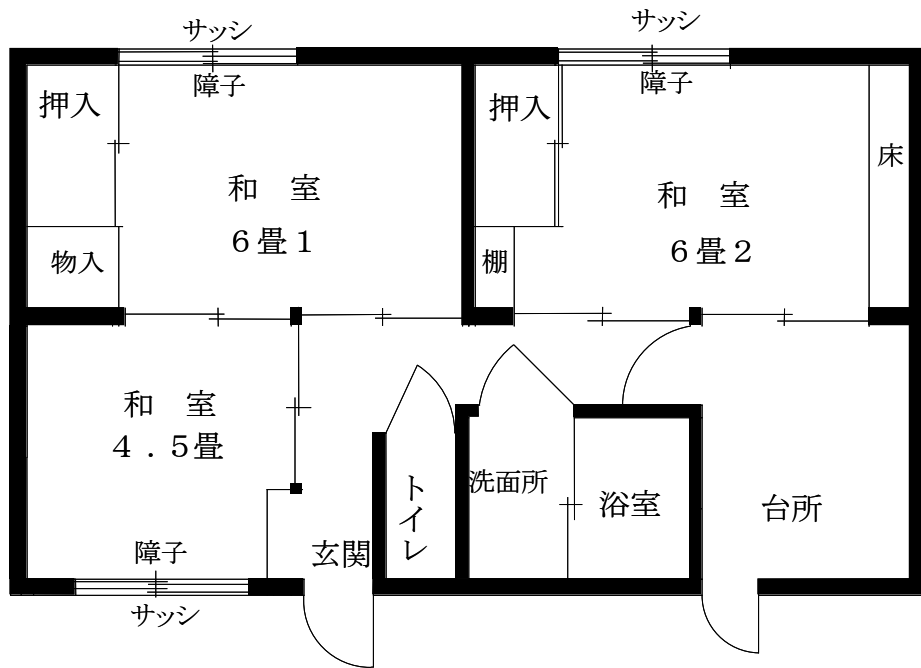 サッシ
サッシ
障子
障子
押入
押入
床
和　室
６畳１
和　室
６畳２
物入
棚
和　室
４．５畳
トイレ
洗面所
浴室
台所
玄関
障子
サッシ